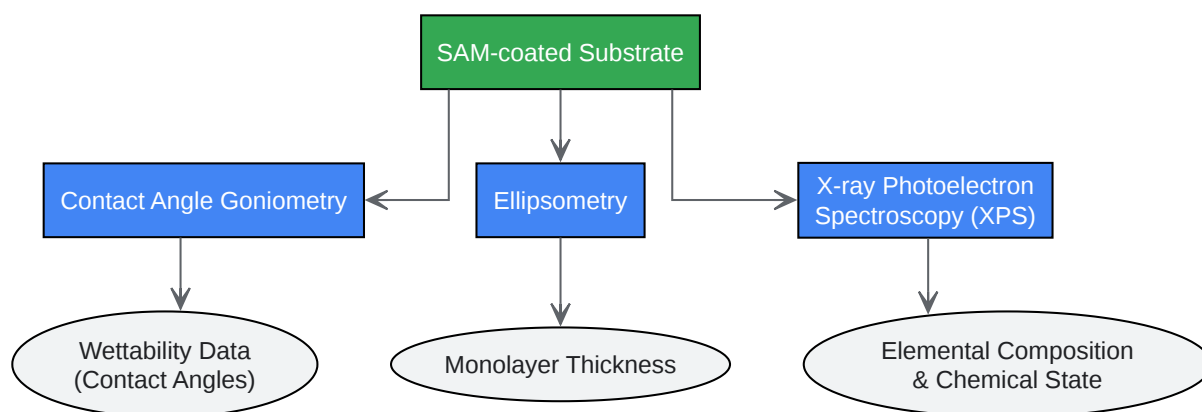 SAM-coated Substrate
Contact Angle Goniometry
Ellipsometry
X-ray Photoelectron
Spectroscopy (XPS)
Wettability Data
(Contact Angles)
Monolayer Thickness
Elemental Composition
& Chemical State